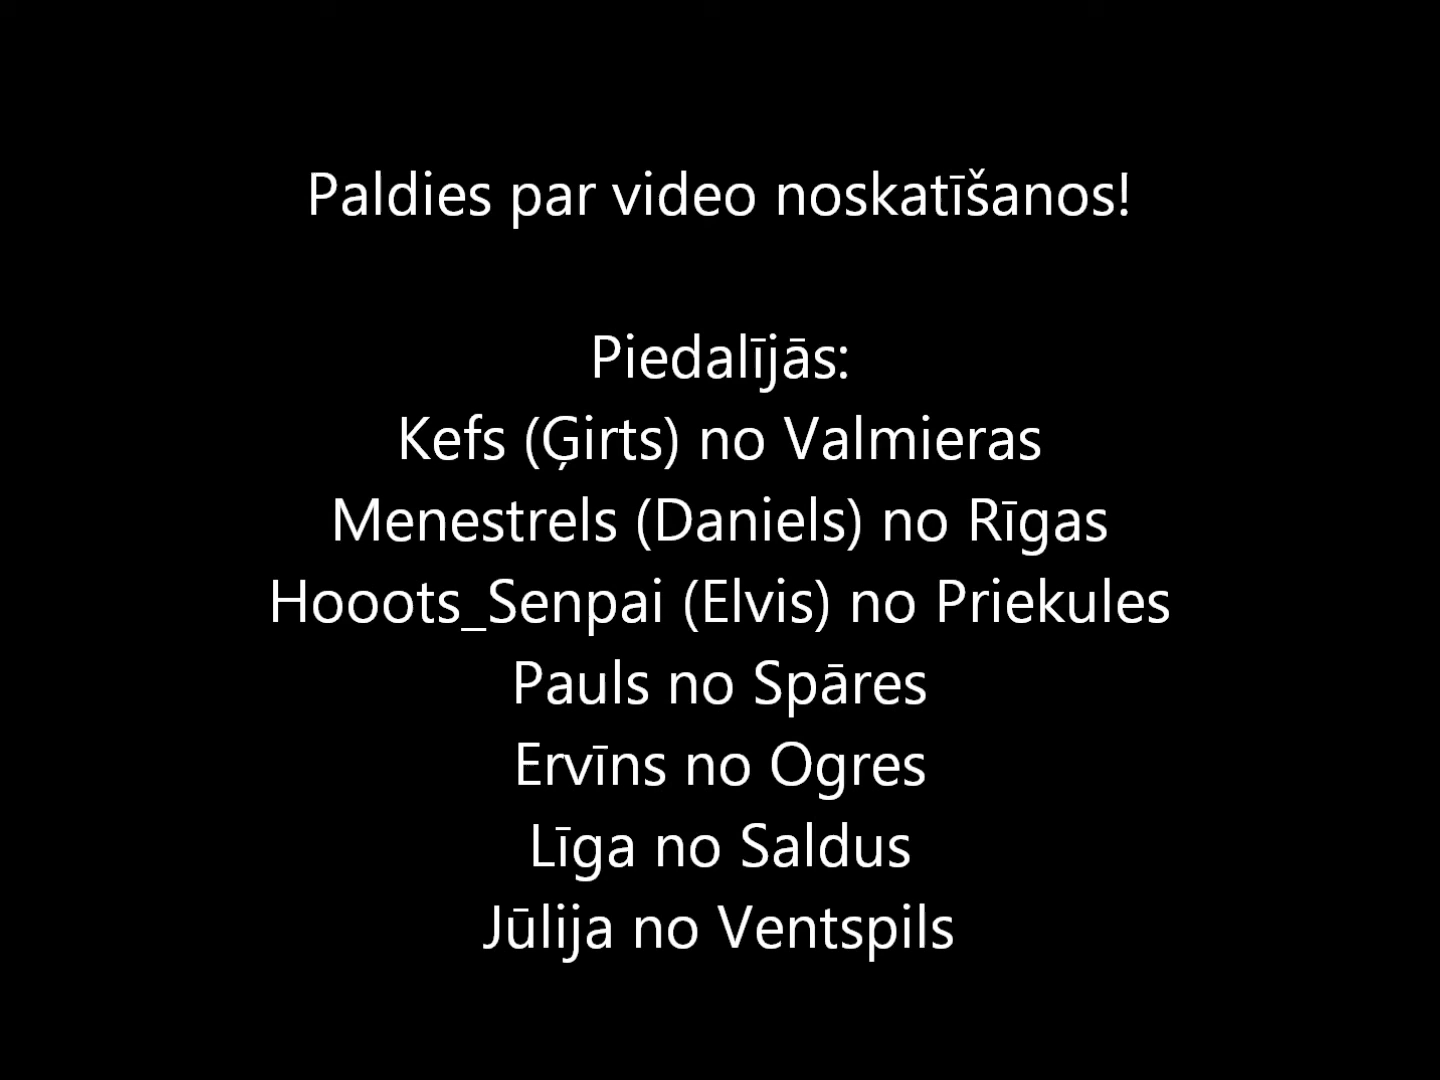 Paldies par video noskatīšanos!
Piedalījās:
Kefs (Ģirts) no Valmieras
Menestrels (Daniels) no Rīgas
Hooots_Senpai (Elvis) no Priekules
Pauls no Spāres
Ervīns no Ogres
Līga no Saldus
Jūlija no Ventspils